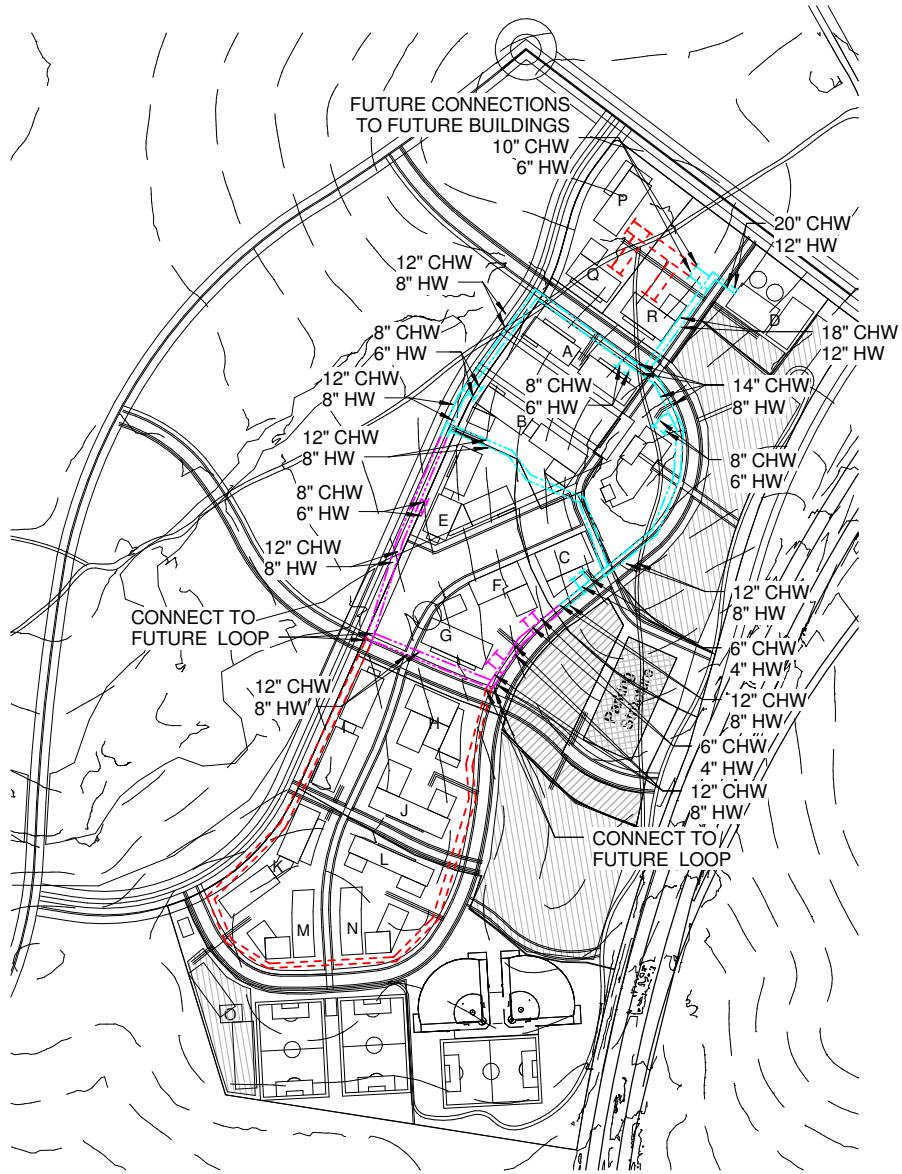 FUTURE CONNECTIONS
TO FUTURE BUILDINGS
10" CHW
6" HW
P
20" CHW
12" HW
12" CHW
8" HW
Q
R
D
18" CHW
12" HW
8" CHW
6" HW
A
12" CHW
8" HW
8" CHW
6" HW
14" CHW
8" HW
B
12" CHW
8" HW
8" CHW
6" HW
8" CHW
6" HW
E
12" CHW
8" HW
C
F
12" CHW
8" HW
CONNECT TO
FUTURE LOOP
G
6" CHW
4" HW
12" CHW
8" HW
12" CHW
8" HW
Parking
Structure
I
H
6" CHW
4" HW
12" CHW
8" HW
J
CONNECT TO
FUTURE LOOP
K
L
M
N
O